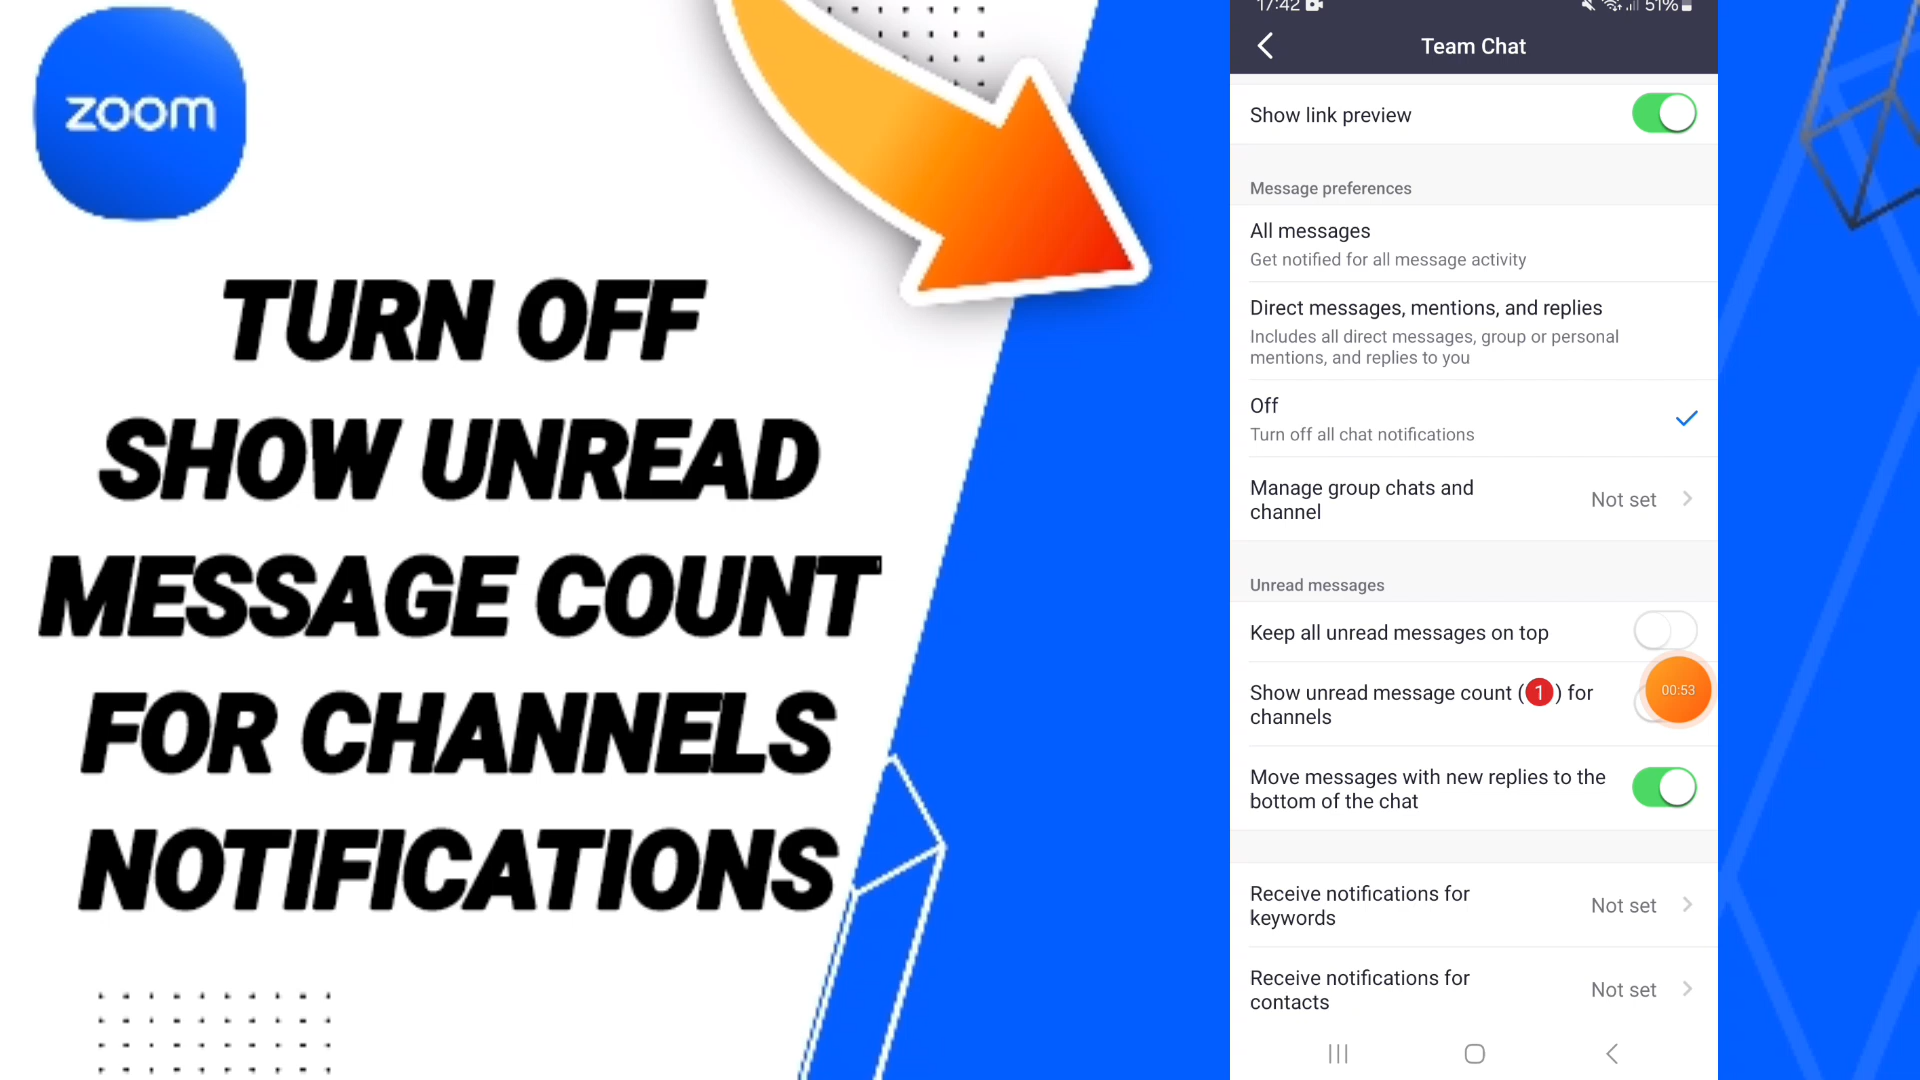 zoom
TURN OFF
SHOW UNREAD
MESSAGE COUNT
FOR CHANNELS
NOTIFICATIONS
17:42
51%
Team Chat
Show link preview
Message preferences
All messages
Get notified for all message activity
Direct messages, mentions, and replies
Includes all direct messages, group or personal
mentions, and replies to you
Off
Turn off all chat notifications
Manage group chats and
channel
Not set
Unread messages
Keep all unread messages on top
Show unread message count (1) for
channels
00:53
Move messages with new replies to the
bottom of the chat
Receive notifications for
keywords
Not set
Receive notifications for
contacts
Not set